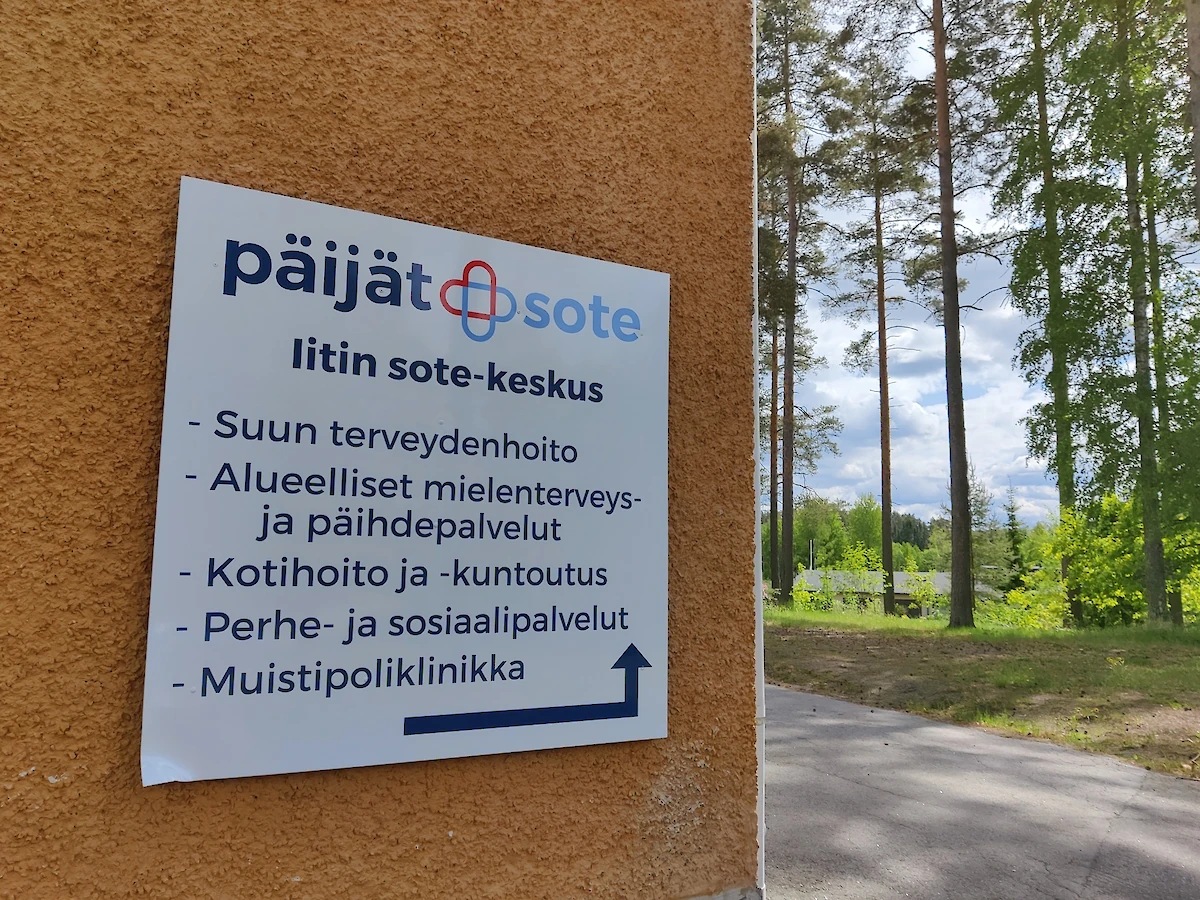 päijät sote
Iitin sote-keskus
- Suun terveydenhoito
- Alueelliset mielenterveys-
ja päihdepalvelut
- Kotihoito ja -kuntoutus
- Perhe- ja sosiaalipalvelut
- Muistipoliklinikka